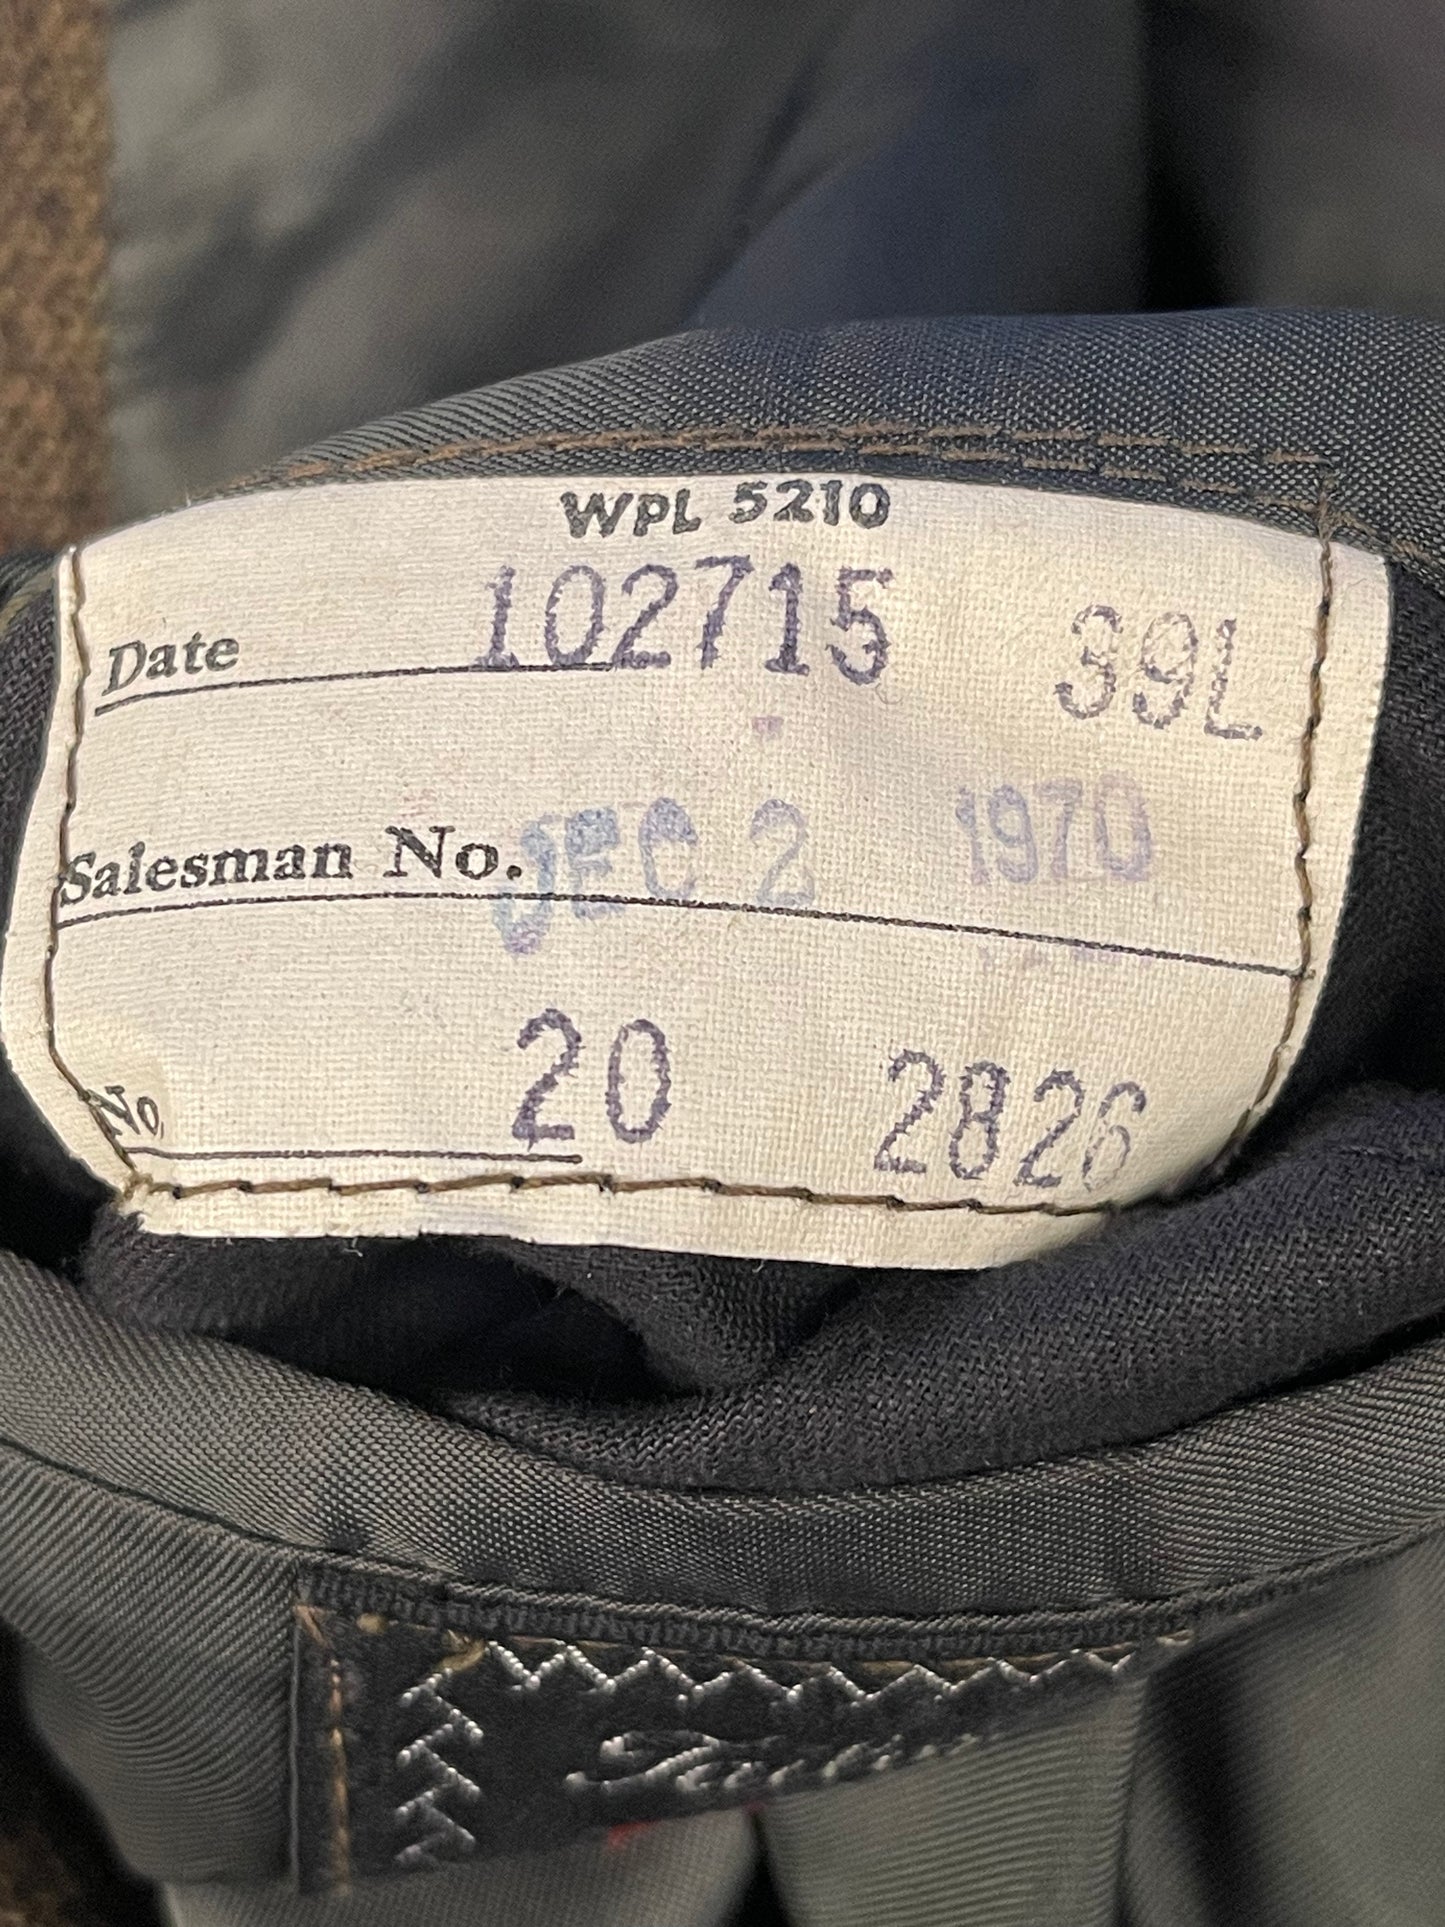 WPL 5210
Date 102715 39L
Salesman No. DEC 2 1970
No 20 2826